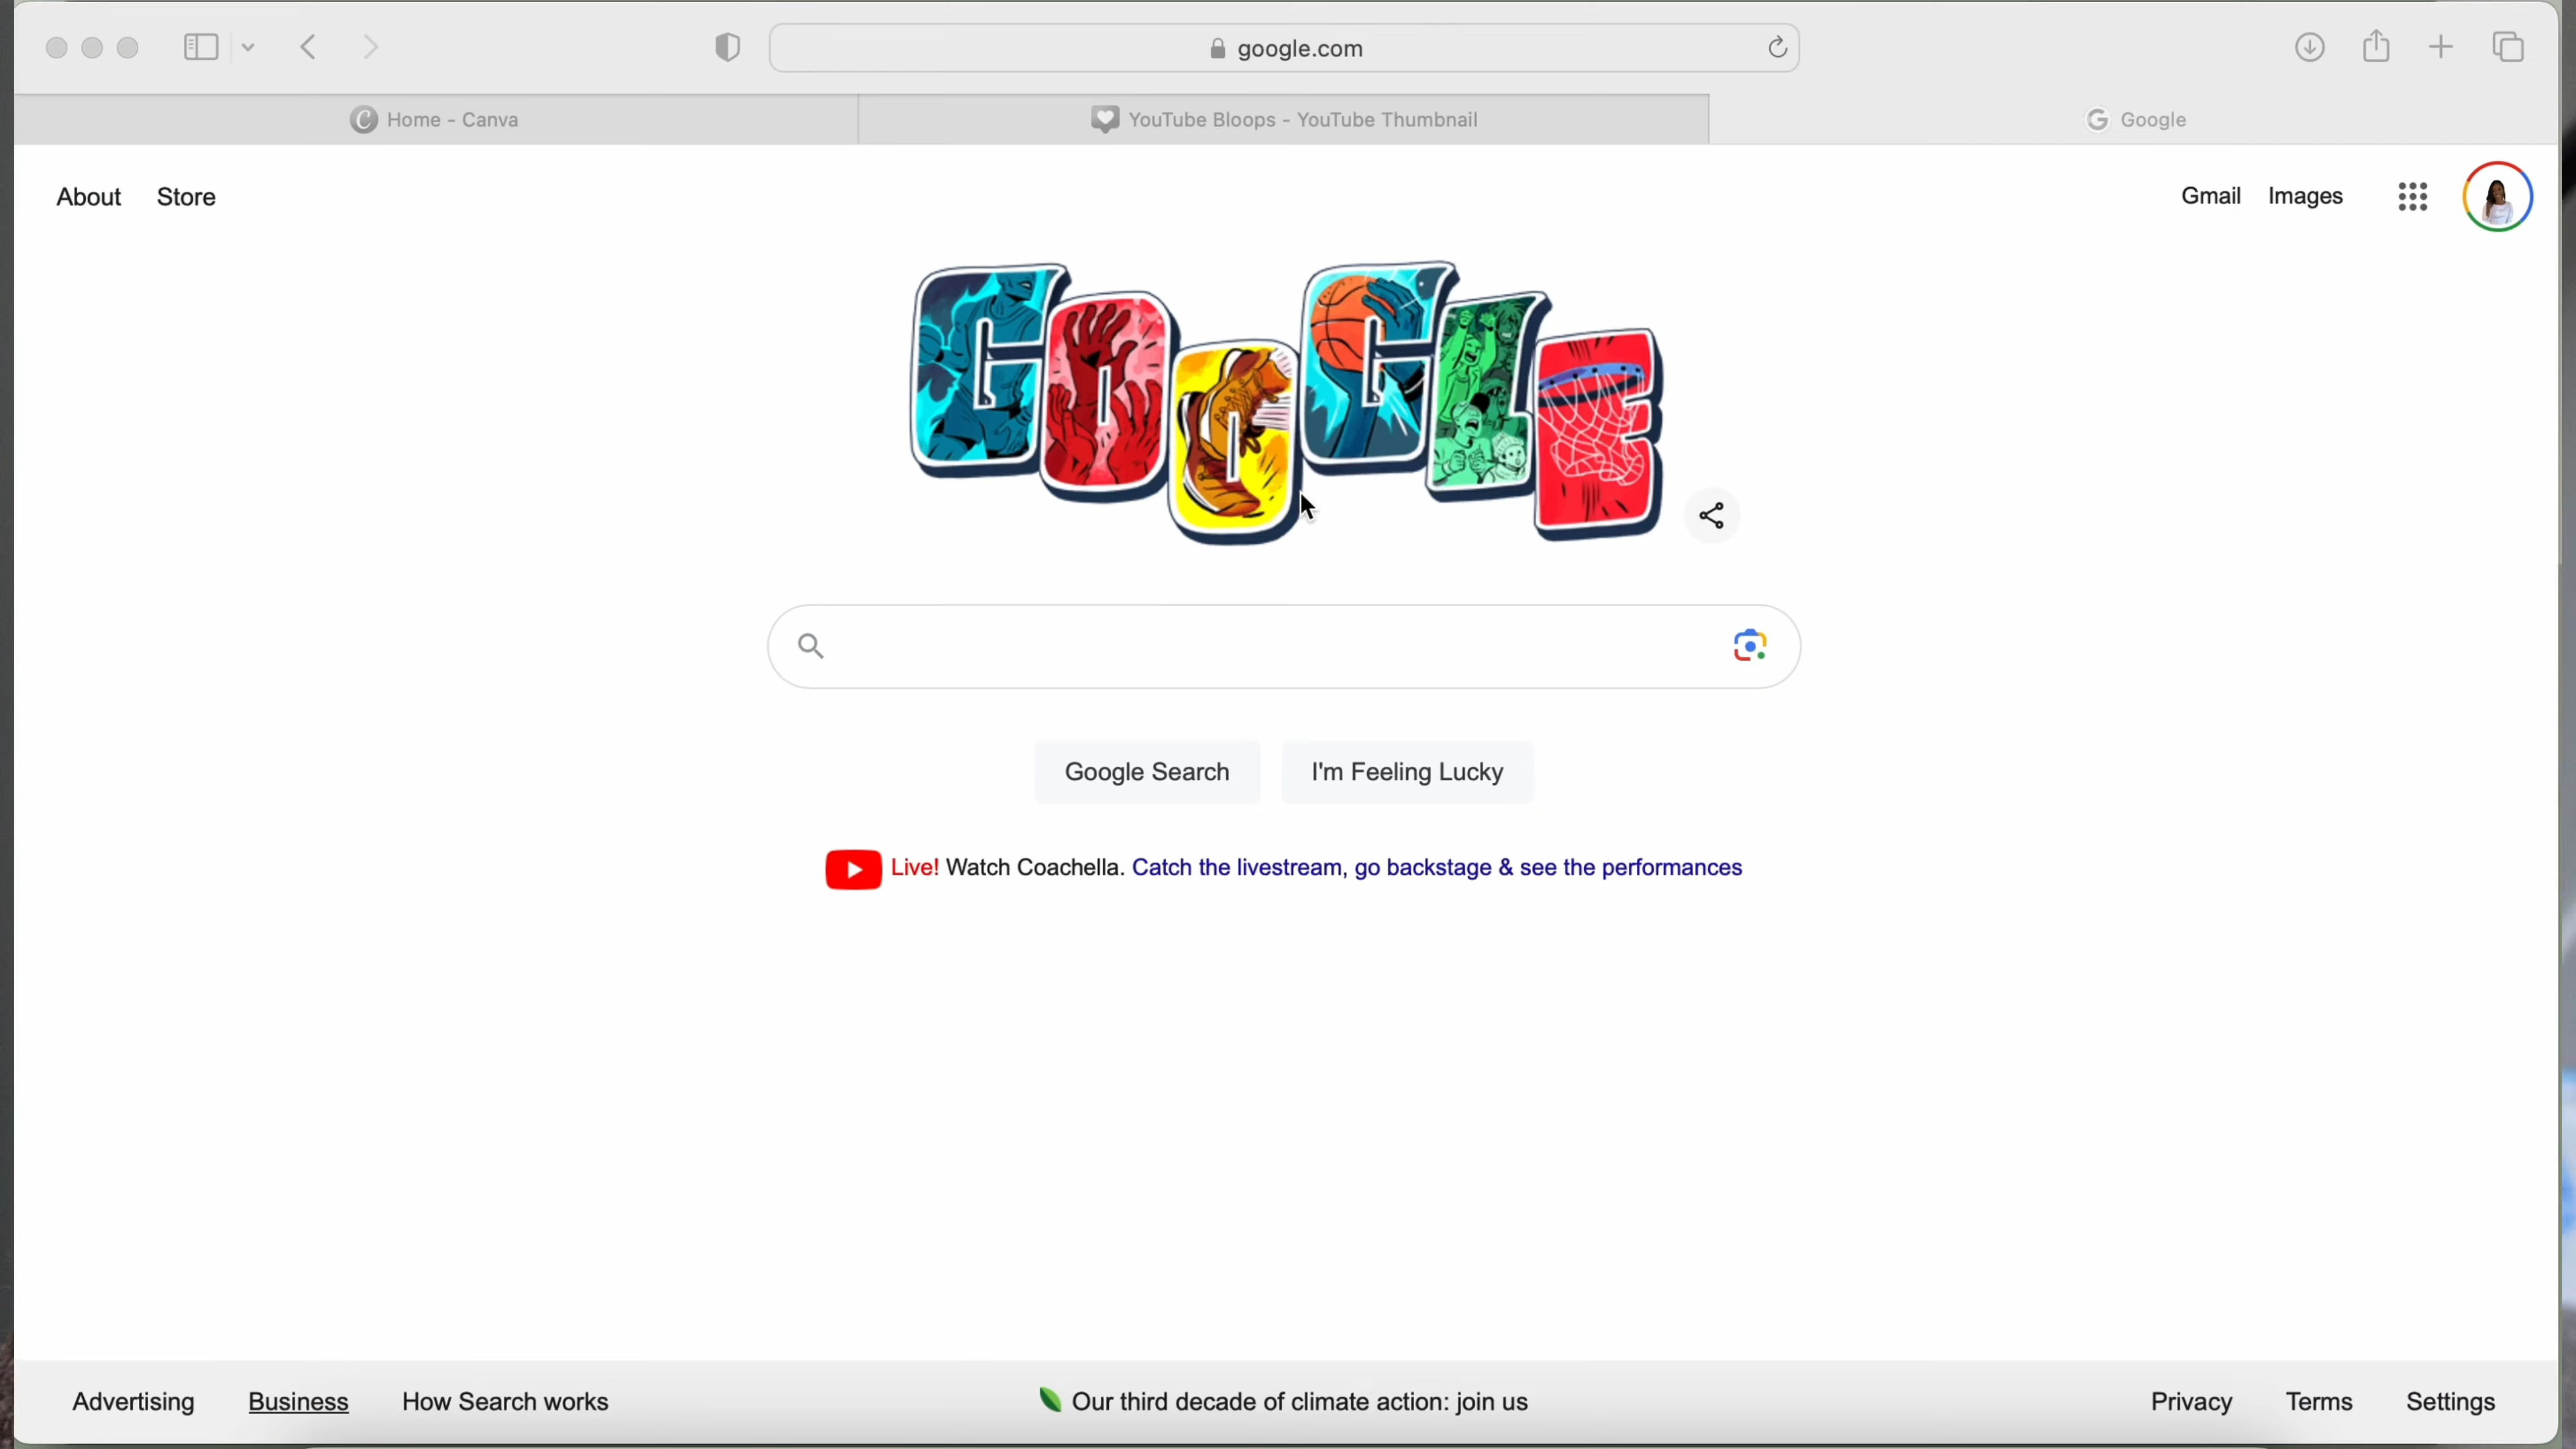 google.com
Home - Canva
YouTube Bloops - YouTube Thumbnail
Google
About Store
Gmail Images
GOOGLE
Google Search
I'm Feeling Lucky
Live! Watch Coachella. Catch the livestream, go backstage & see the performances
Advertising Business How Search works
Our third decade of climate action: join us
Privacy Terms Settings